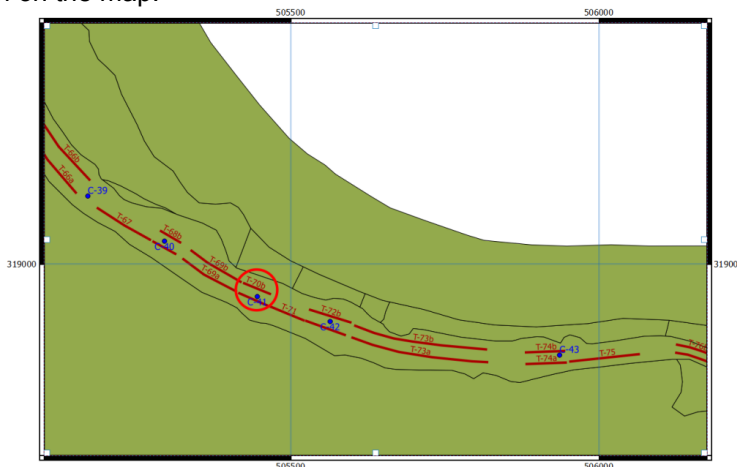 on the map.
505500 506000
T-66b
T-66a
C-39
T-67
T-68b
C-40
319000 31900
T-69b
T-69a
T-70b
C-41
T-71
T-72b
C-42
T-73b
T-73a
T-74b
C-43
T-74a
T-75
505500 506000